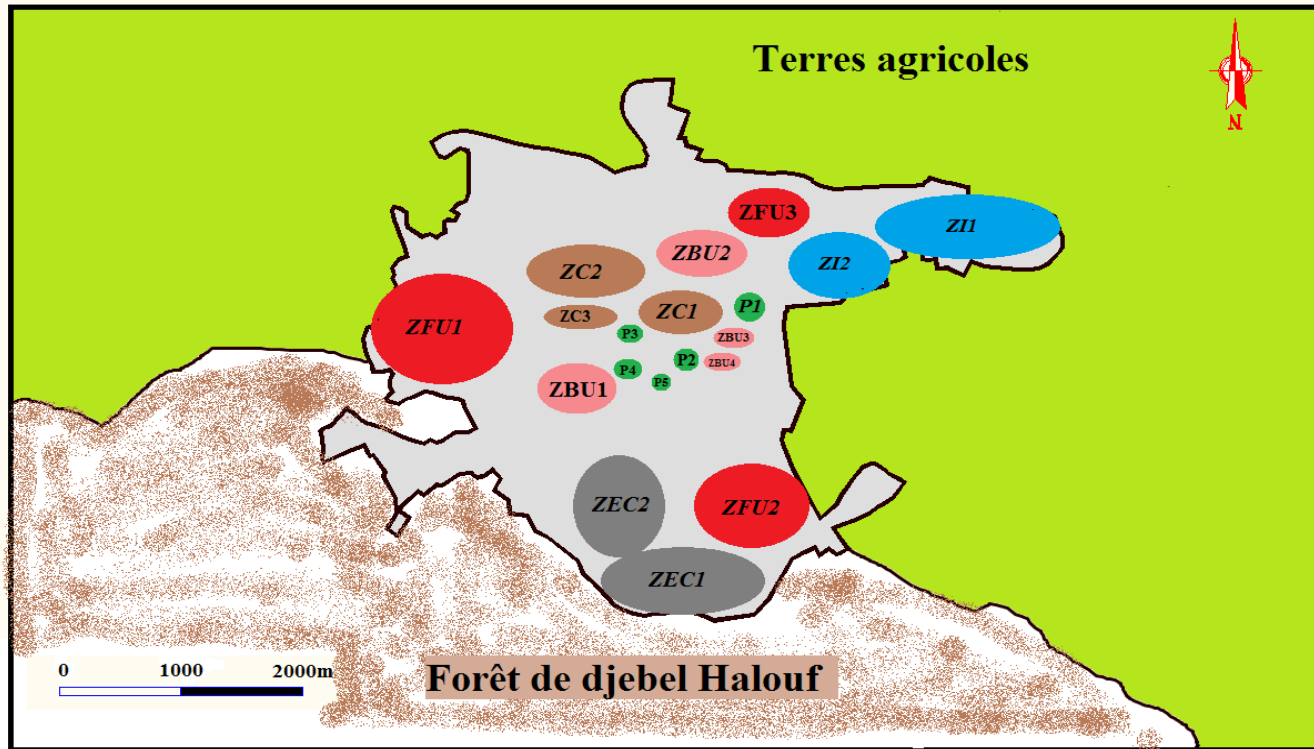 Terres agricoles
N
ZFU3
ZI1
ZBU2
ZI2
ZC2
P1
ZC1
ZC3
ZFU1
P3
ZBU3
P2
ZBU4
P4
P5
ZBU1
ZEC2
ZFU2
ZEC1
0 1000 2000m
Forêt de djebel Halouf